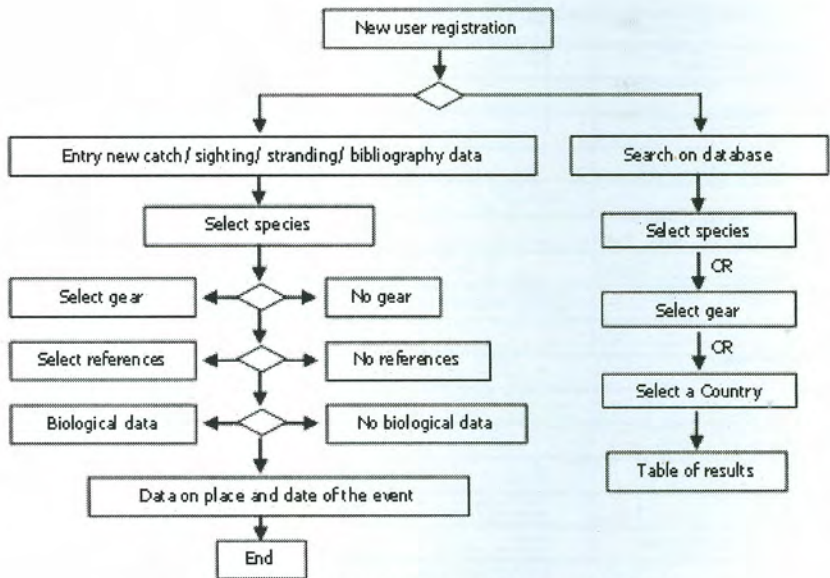 New user registration
Entry new catch/ sighting/ stranding/ bibliography data
Search on database
Select species
Select species
OR
Select gear
No gear
Select gear
OR
Select references
No references
Select a Country
Biological data
No biological data
Table of results
Data on place and date of the event
End